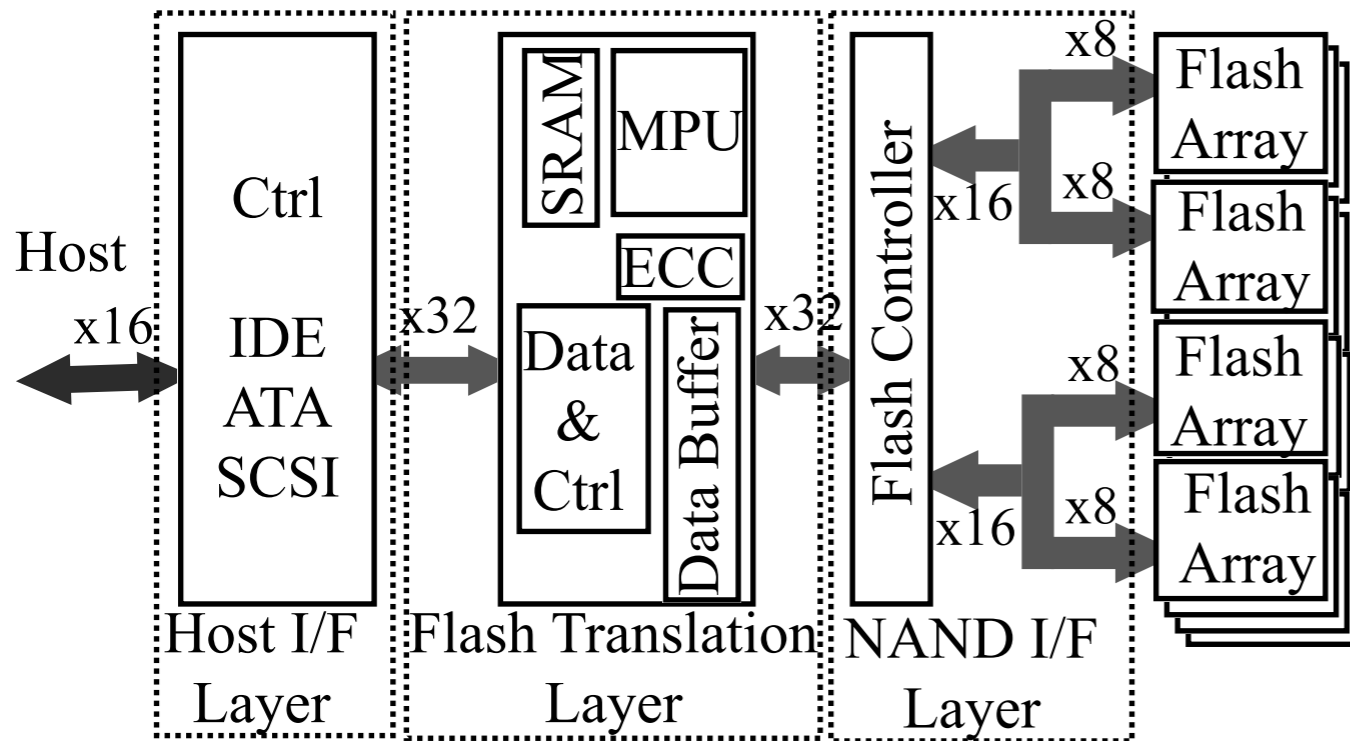 Host
x16
Ctrl
IDE
ATA
SCSI
Host I/F
Layer
x32
SRAM
MPU
ECC
Data
&
Ctrl
Data Buffer
Flash Translation
Layer
x32
Flash Controller
NAND I/F
Layer
x16
x8
x8
x16
x8
x8
Flash
Array
Flash
Array
Flash
Array
Flash
Array